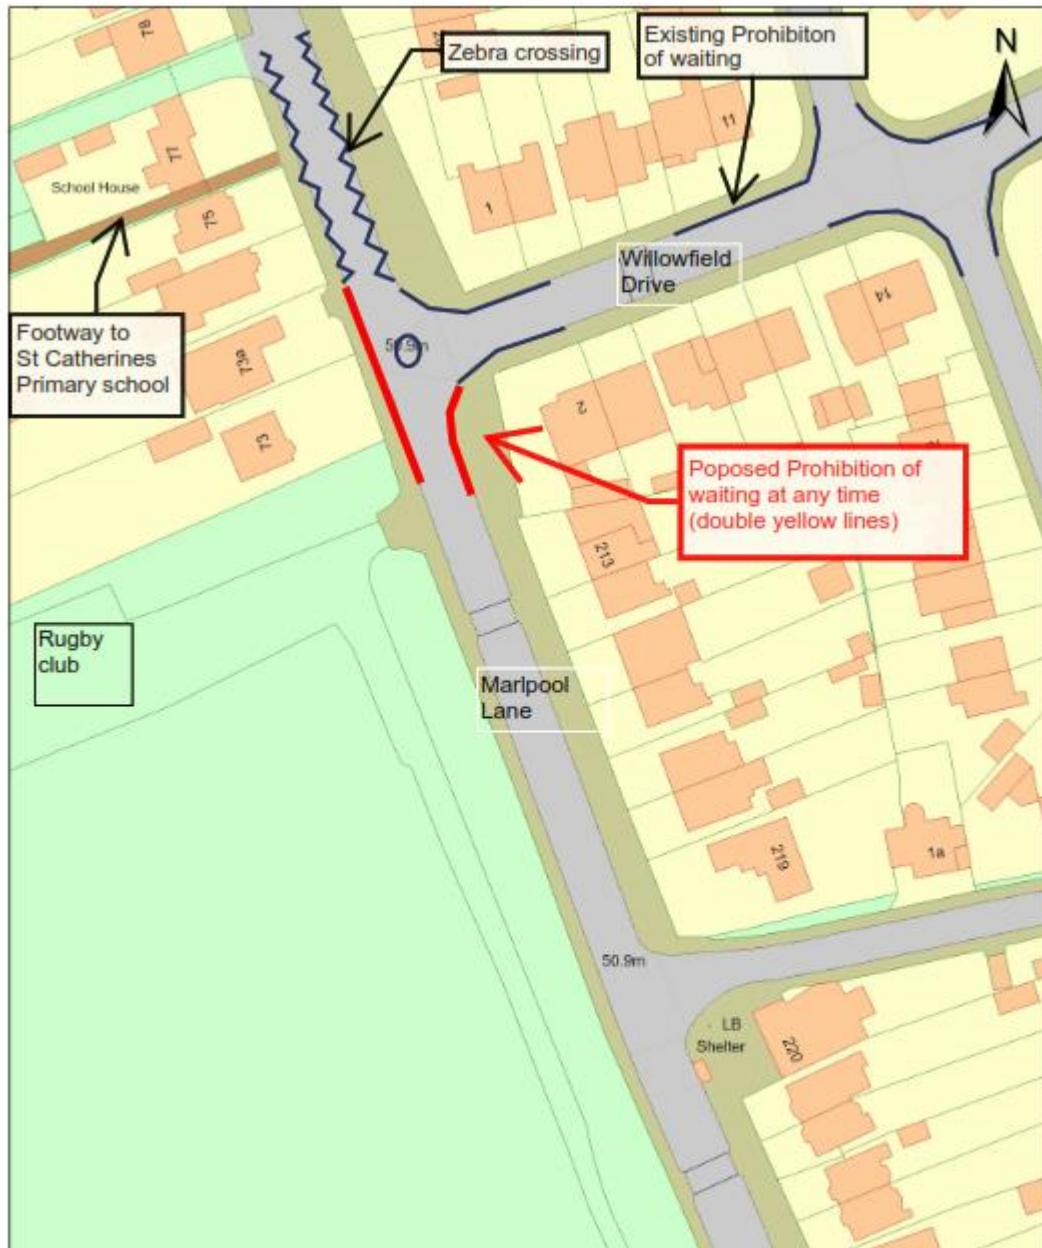 78
Zebra crossing
Existing Prohibiton
of waiting
N
77
11
School House
75
1
Willowfield
Drive
14
Footway to
St Catherines
Primary school
73a
2
73
Poposed Prohibition of
waiting at any time
(double yellow lines)
213
Rugby
club
Marlpool
Lane
219
1a
50.9m
LB
Shelter
220